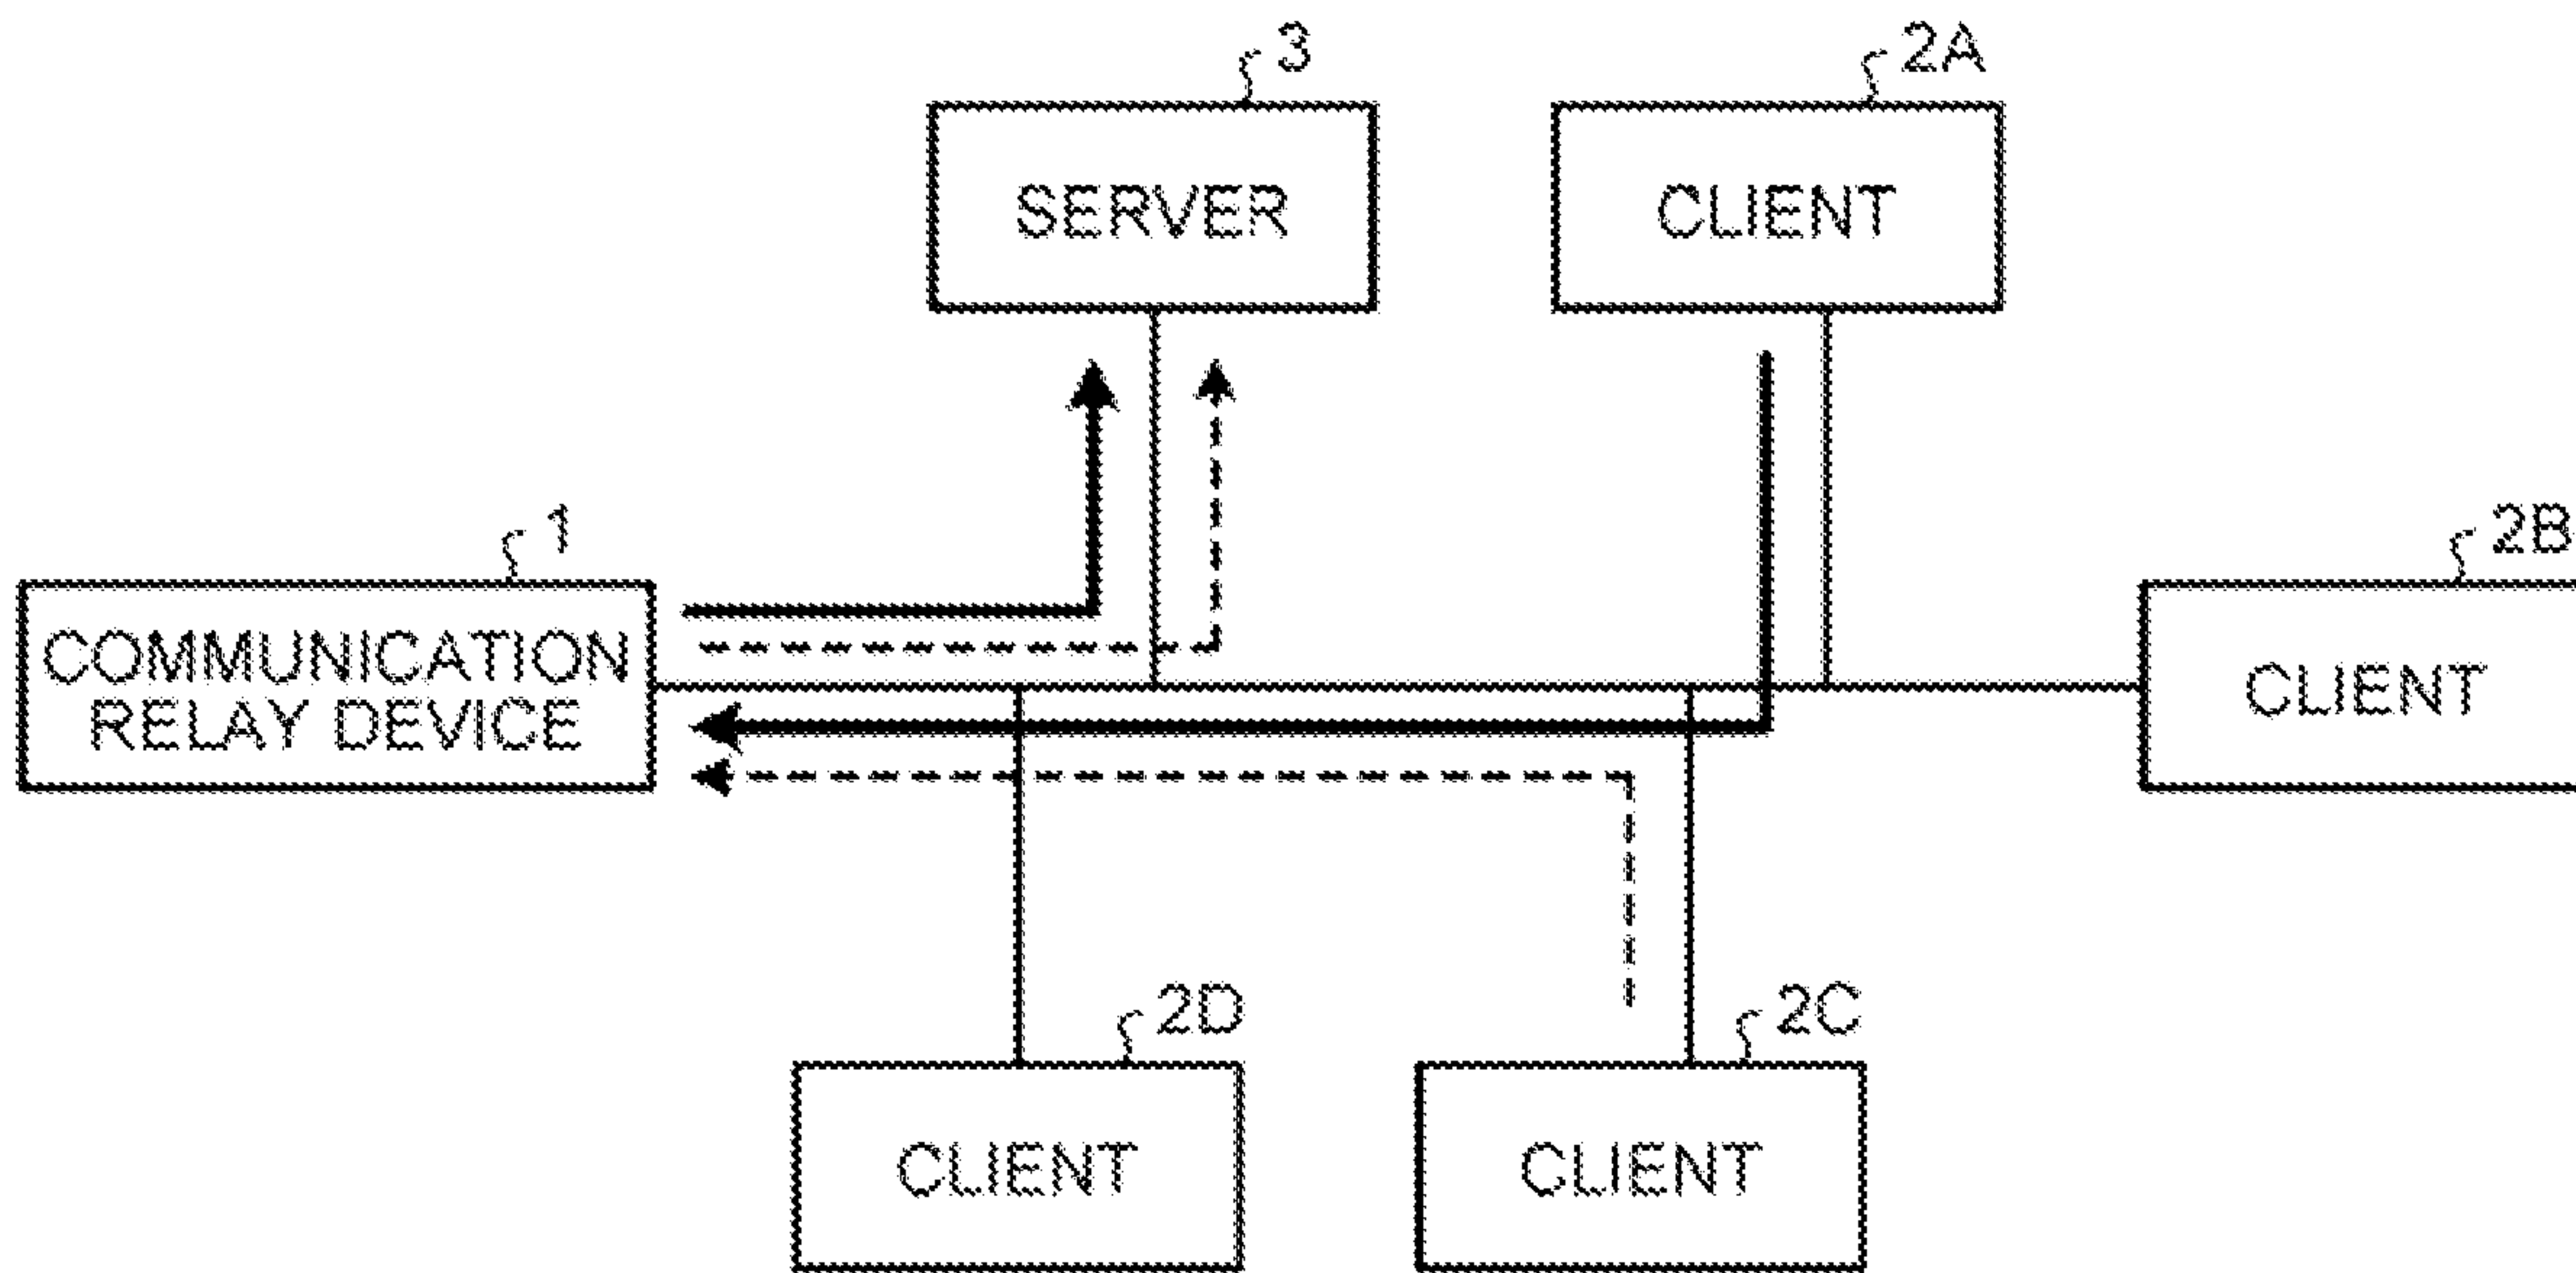 3
2A
SERVER
CLIENT
1
2B
COMMUNICATION
RELAY DEVICE
CLIENT
2D
2C
CLIENT
CLIENT